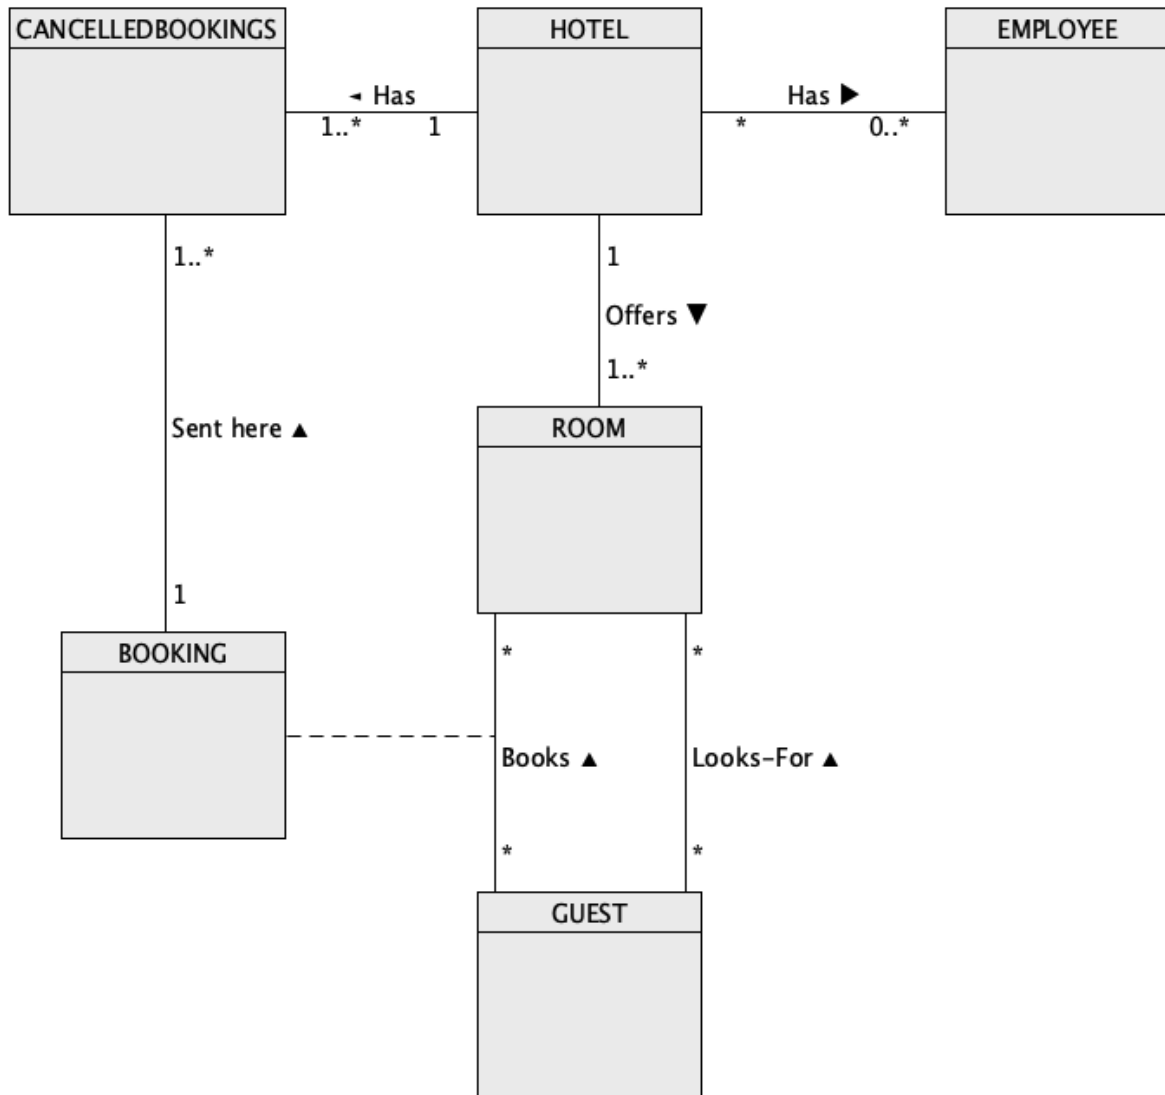 CANCELLEDBOOKINGS
HOTEL
EMPLOYEE
◄ Has
1..*
1
Has ▶
*
0..*
1..*
1
Offers ▼
1..*
Sent here ▲
ROOM
1
BOOKING
*
*
Books ▲
Looks-For ▲
*
*
GUEST